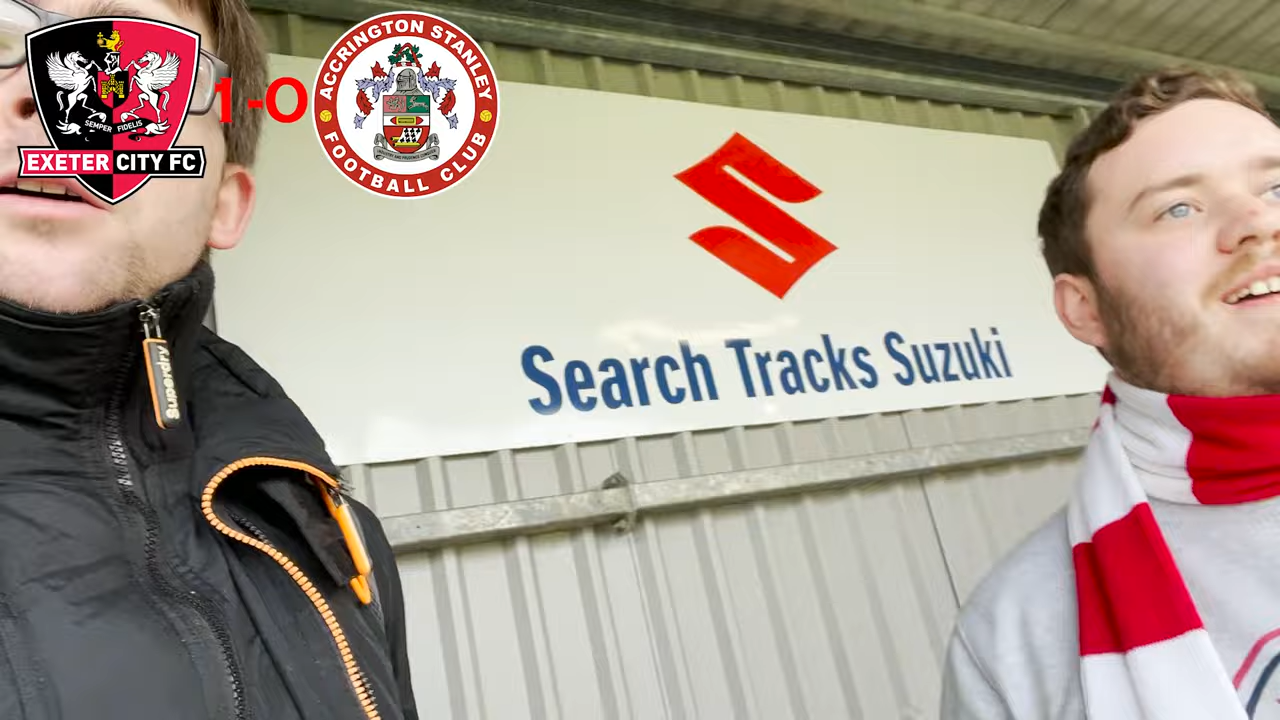 EXETER CITY FC
SEMPER FIDELIS
1-0
ACCRINGTON STANLEY
FOOTBALL CLUB
Search Tracks Suzuki
Superdry